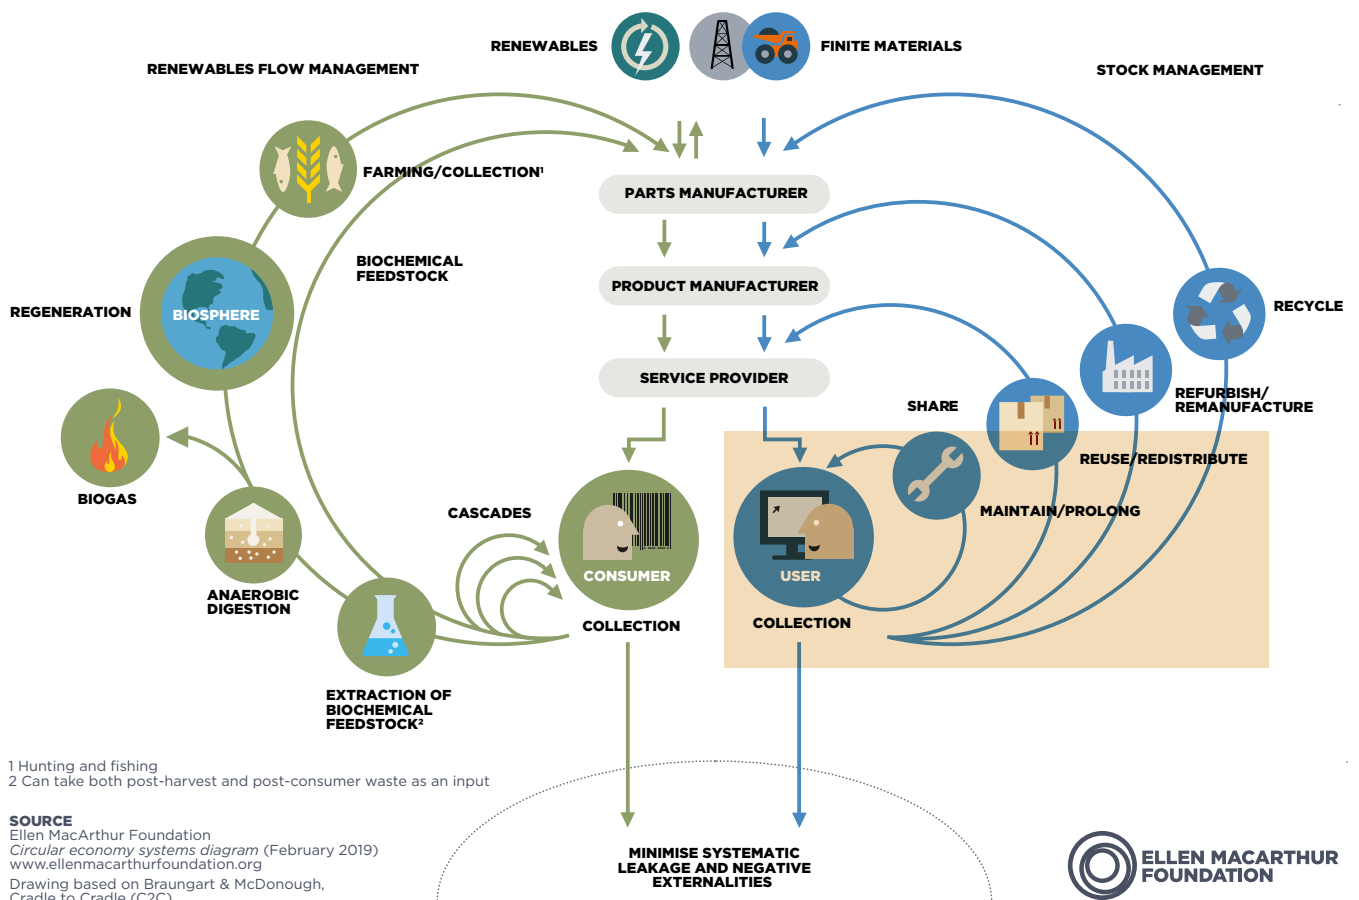 RENEWABLES
FINITE MATERIALS
RENEWABLES FLOW MANAGEMENT
STOCK MANAGEMENT
FARMING/COLLECTION¹
PARTS MANUFACTURER
BIOCHEMICAL
FEEDSTOCK
PRODUCT MANUFACTURER
REGENERATION
BIOSPHERE
RECYCLE
SERVICE PROVIDER
SHARE
REFURBISH/
REMANUFACTURE
REUSE/REDISTRIBUTE
BIOGAS
CASCADES
MAINTAIN/PROLONG
CONSUMER
USER
ANAEROBIC
DIGESTION
COLLECTION
COLLECTION
EXTRACTION OF
BIOCHEMICAL
FEEDSTOCK²
1 Hunting and fishing
2 Can take both post-harvest and post-consumer waste as an input
SOURCE
Ellen MacArthur Foundation
Circular economy systems diagram (February 2019)
www.ellenmacarthurfoundation.org
Drawing based on Braungart & McDonough,
Cradle to Cradle (C2C)
MINIMISE SYSTEMATIC
LEAKAGE AND NEGATIVE
EXTERNALITIES
ELLEN MACARTHUR
FOUNDATION